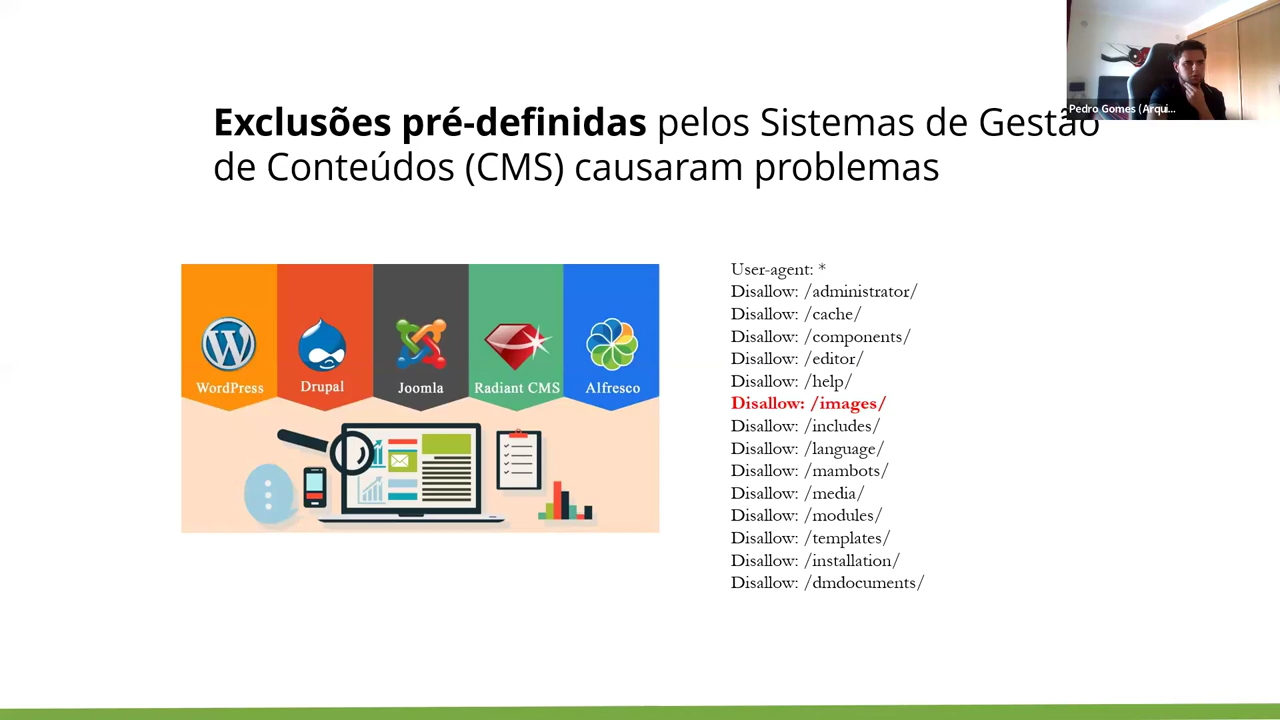 Pedro Gomes (Arqui...
Exclusões pré-definidas pelos Sistemas de Gestão
de Conteúdos (CMS) causaram problemas
WordPress
Drupal
Joomla
Radiant CMS
Alfresco
User-agent: *
Disallow: /administrator/
Disallow: /cache/
Disallow: /components/
Disallow: /editor/
Disallow: /help/
Disallow: /images/
Disallow: /includes/
Disallow: /language/
Disallow: /mambots/
Disallow: /media/
Disallow: /modules/
Disallow: /templates/
Disallow: /installation/
Disallow: /dmdocuments/